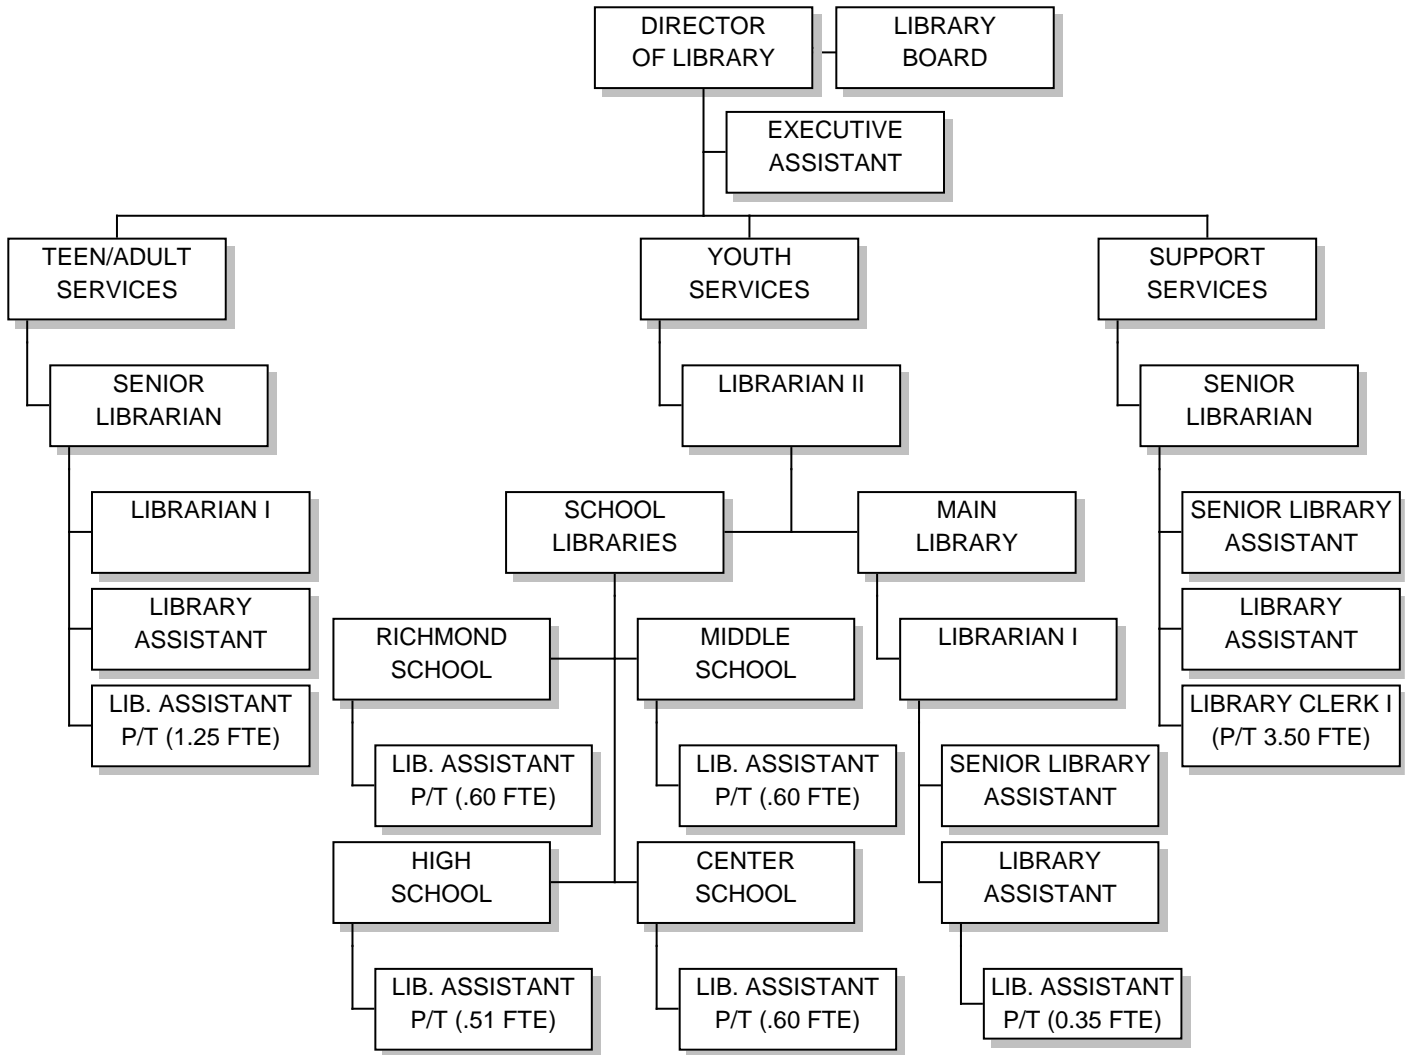 DIRECTOR
OF LIBRARY
LIBRARY
BOARD
EXECUTIVE
ASSISTANT
TEEN/ADULT
SERVICES
YOUTH
SERVICES
SUPPORT
SERVICES
SENIOR
LIBRARIAN
LIBRARIAN II
SENIOR
LIBRARIAN
LIBRARIAN I
SCHOOL
LIBRARIES
MAIN
LIBRARY
SENIOR LIBRARY
ASSISTANT
LIBRARY
ASSISTANT
RICHMOND
SCHOOL
MIDDLE
SCHOOL
LIBRARIAN I
LIBRARY
ASSISTANT
LIB. ASSISTANT
P/T (1.25 FTE)
LIB. ASSISTANT
P/T (.60 FTE)
LIB. ASSISTANT
P/T (.60 FTE)
SENIOR LIBRARY
ASSISTANT
LIBRARY CLERK I
(P/T 3.50 FTE)
HIGH
SCHOOL
CENTER
SCHOOL
LIBRARY
ASSISTANT
LIB. ASSISTANT
P/T (.51 FTE)
LIB. ASSISTANT
P/T (.60 FTE)
LIB. ASSISTANT
P/T (0.35 FTE)